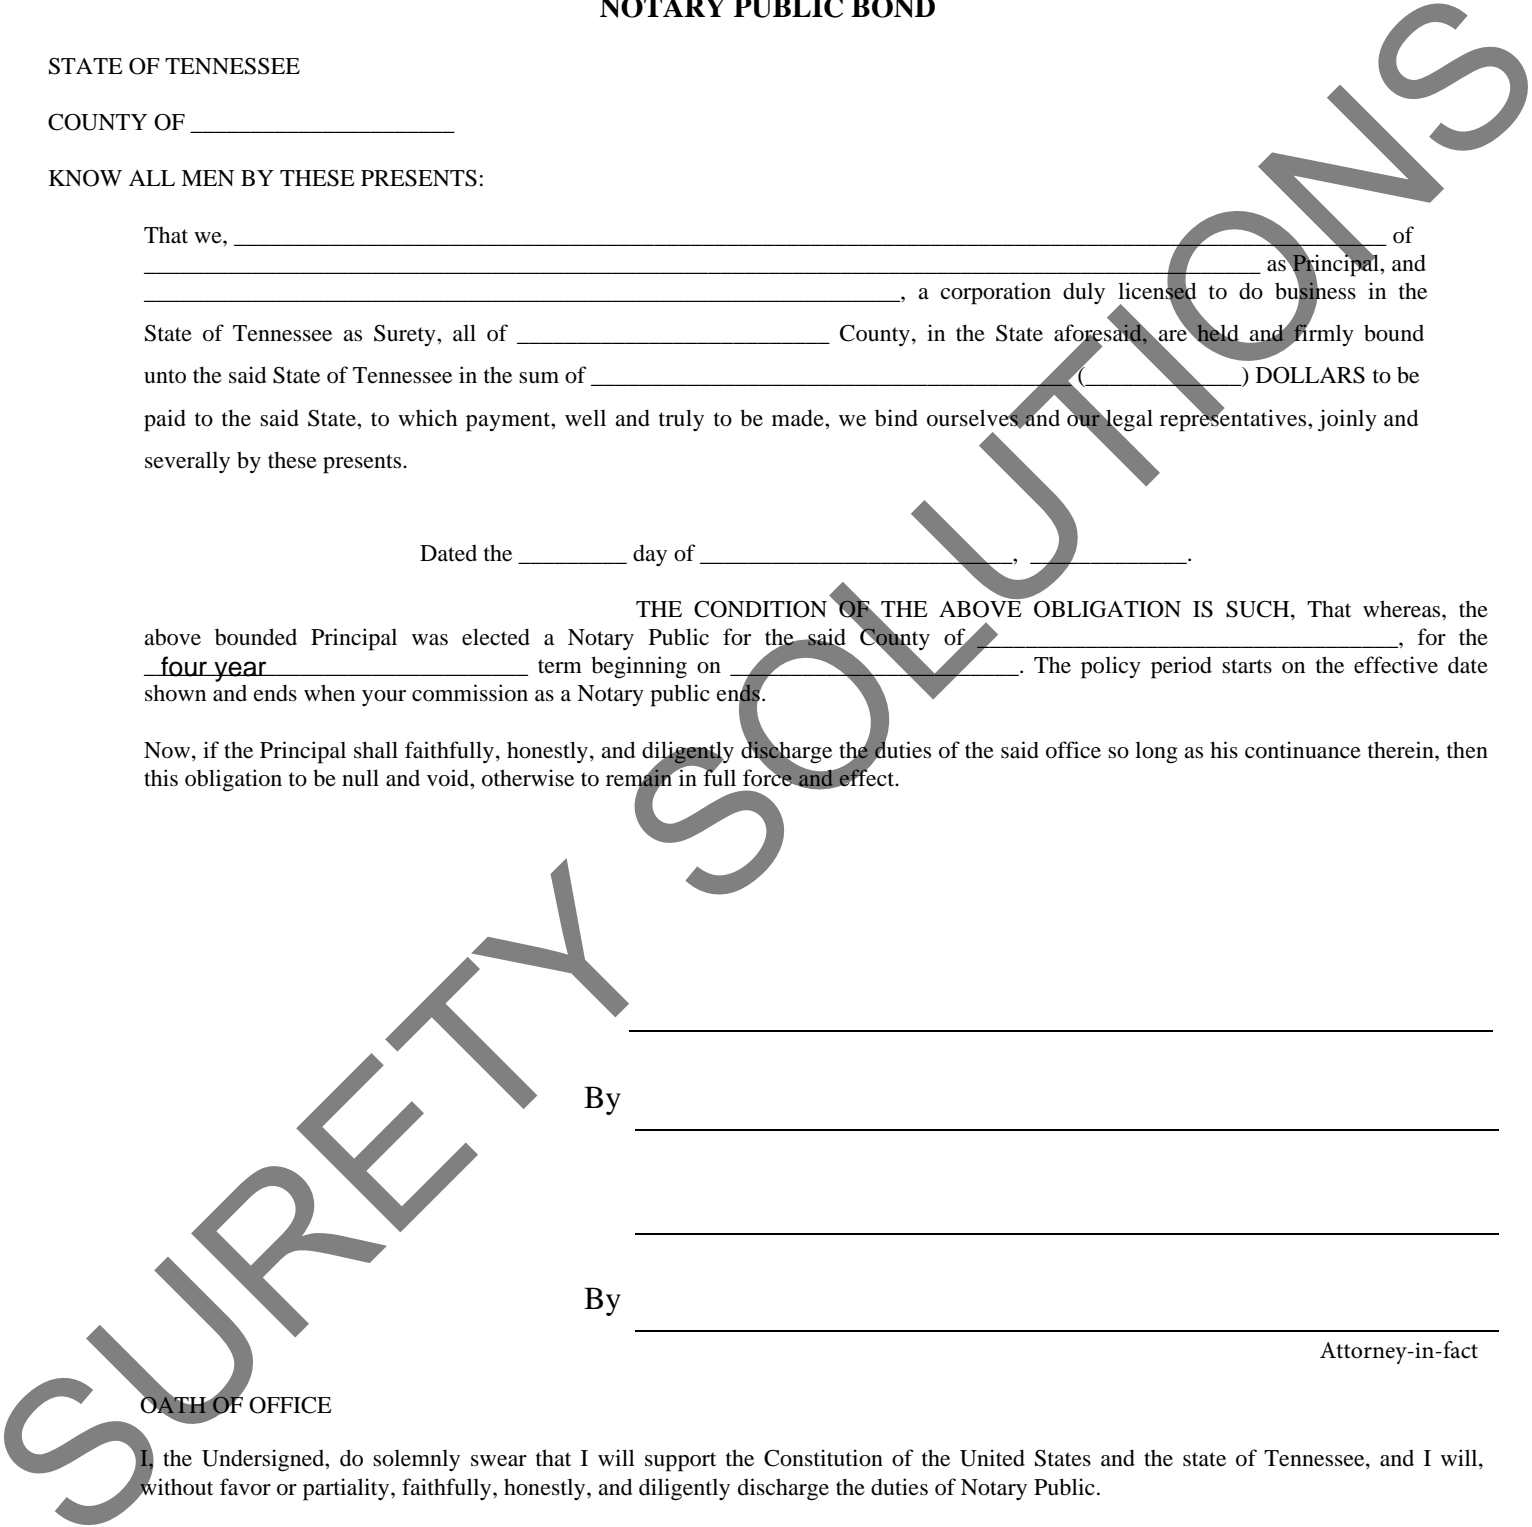 NOTARY PUBLIC BOND
STATE OF TENNESSEE
COUNTY OF ______________________
KNOW ALL MEN BY THESE PRESENTS:
That we, ________________________________________________________________________________________________ of
_____________________________________________________________________________________________ as Principal, and
_______________________________________________________________, a corporation duly licensed to do business in the
State of Tennessee as Surety, all of __________________________ County, in the State aforesaid, are held and firmly bound
unto the said State of Tennessee in the sum of ________________________________________ (_____________) DOLLARS to be
paid to the said State, to which payment, well and truly to be made, we bind ourselves and our legal representatives, joinly and
severally by these presents.
Dated the _________ day of __________________________, _____________.
THE CONDITION OF THE ABOVE OBLIGATION IS SUCH, That whereas, the
above bounded Principal was elected a Notary Public for the said County of ___________________________________, for the
four year term beginning on ________________________. The policy period starts on the effective date
shown and ends when your commission as a Notary public ends.
Now, if the Principal shall faithfully, honestly, and diligently discharge the duties of the said office so long as his continuance therein, then
this obligation to be null and void, otherwise to remain in full force and effect.
By
By
Attorney-in-fact
OATH OF OFFICE
I, the Undersigned, do solemnly swear that I will support the Constitution of the United States and the state of Tennessee, and I will,
without favor or partiality, faithfully, honestly, and diligently discharge the duties of Notary Public.
SURETY SOLUTIONS